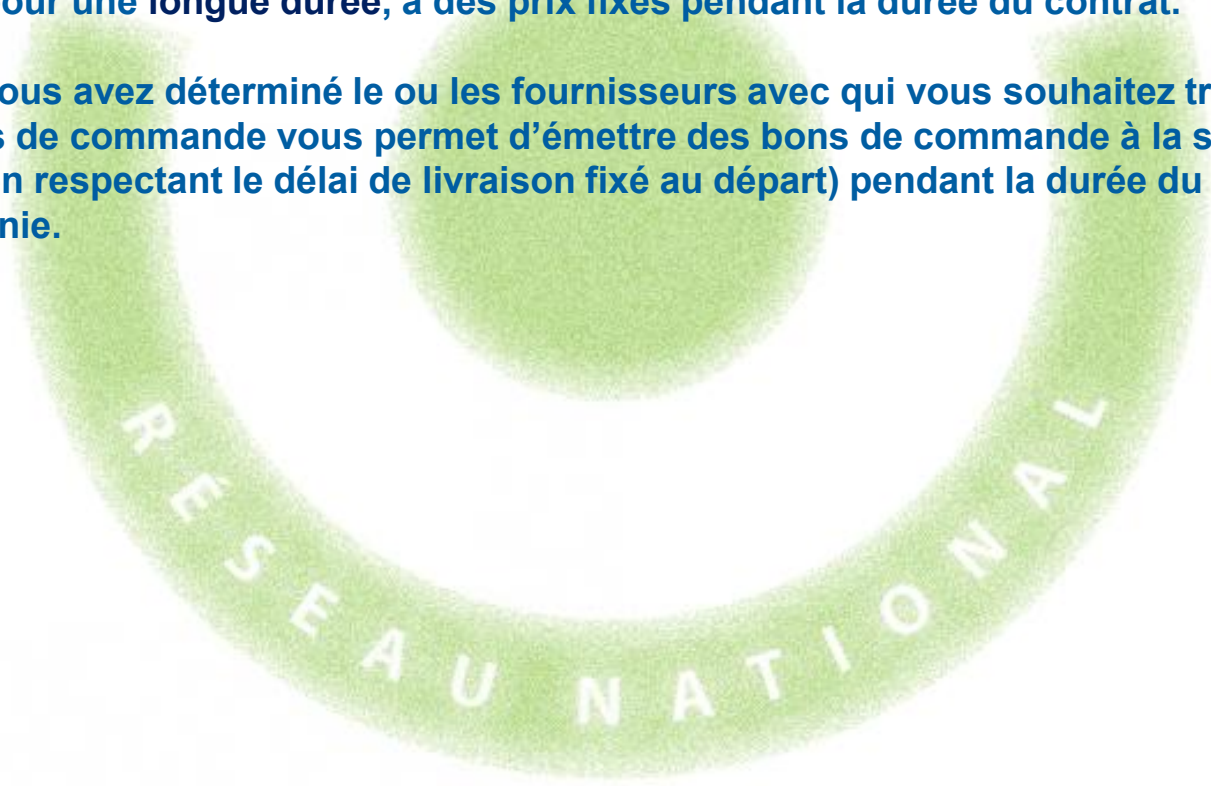 our une longue durée, à des prix fixes pendant la durée du contrat.
ous avez déterminé le ou les fournisseurs avec qui vous souhaitez tr
s de commande vous permet d'émettre des bons de commande à la s
n respectant le délai de livraison fixé au départ) pendant la durée du
nie.
RÉSEAU NATIONAL